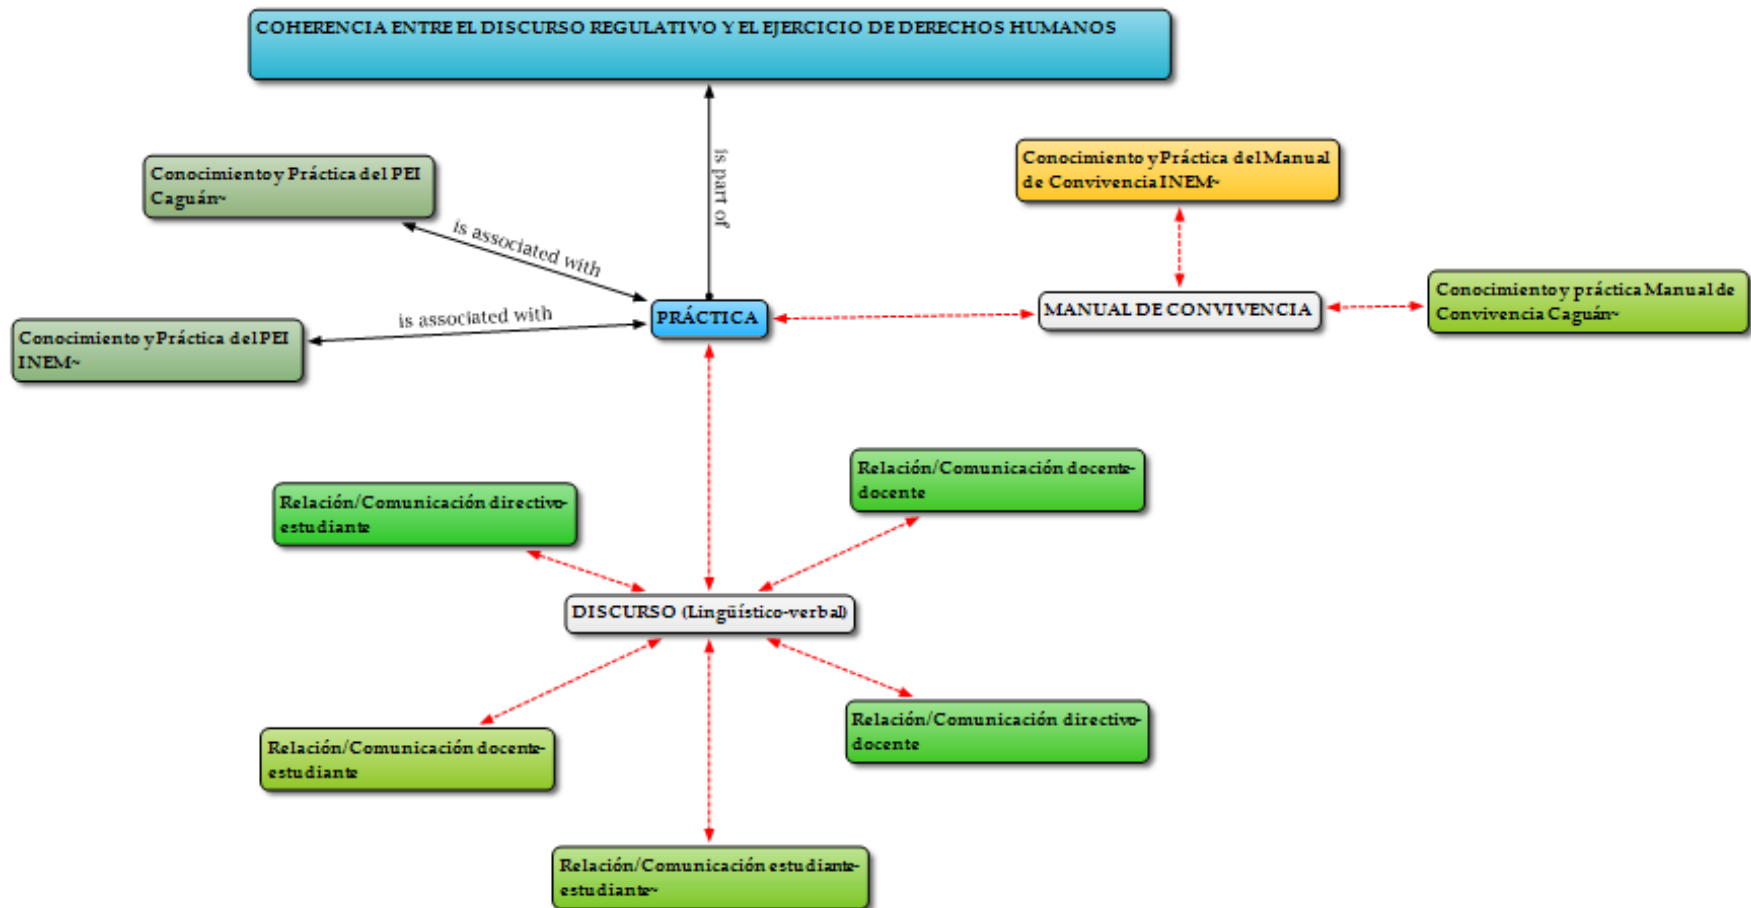 COHERENCIA ENTRE EL DISCURSO REGULATIVO Y EL EJERCICIO DE DERECHOS HUMANOS
is part of
Conocimiento y Práctica del PEI
Caguán~
is associated with
Conocimiento y Práctica del Manual
de Convivencia INEM~
Conocimiento y Práctica del PEI
INEM~
is associated with
PRÁCTICA
MANUAL DE CONVIVENCIA
Conocimiento y práctica Manual de
Convivencia Caguán~
Relación/Comunicación directivo-
estudiante
Relación/Comunicación docente-
docente
DISCURSO (Lingüístico-verbal)
Relación/Comunicación docente-
estudiante
Relación/Comunicación directivo-
docente
Relación/Comunicación estudiante-
estudiante~